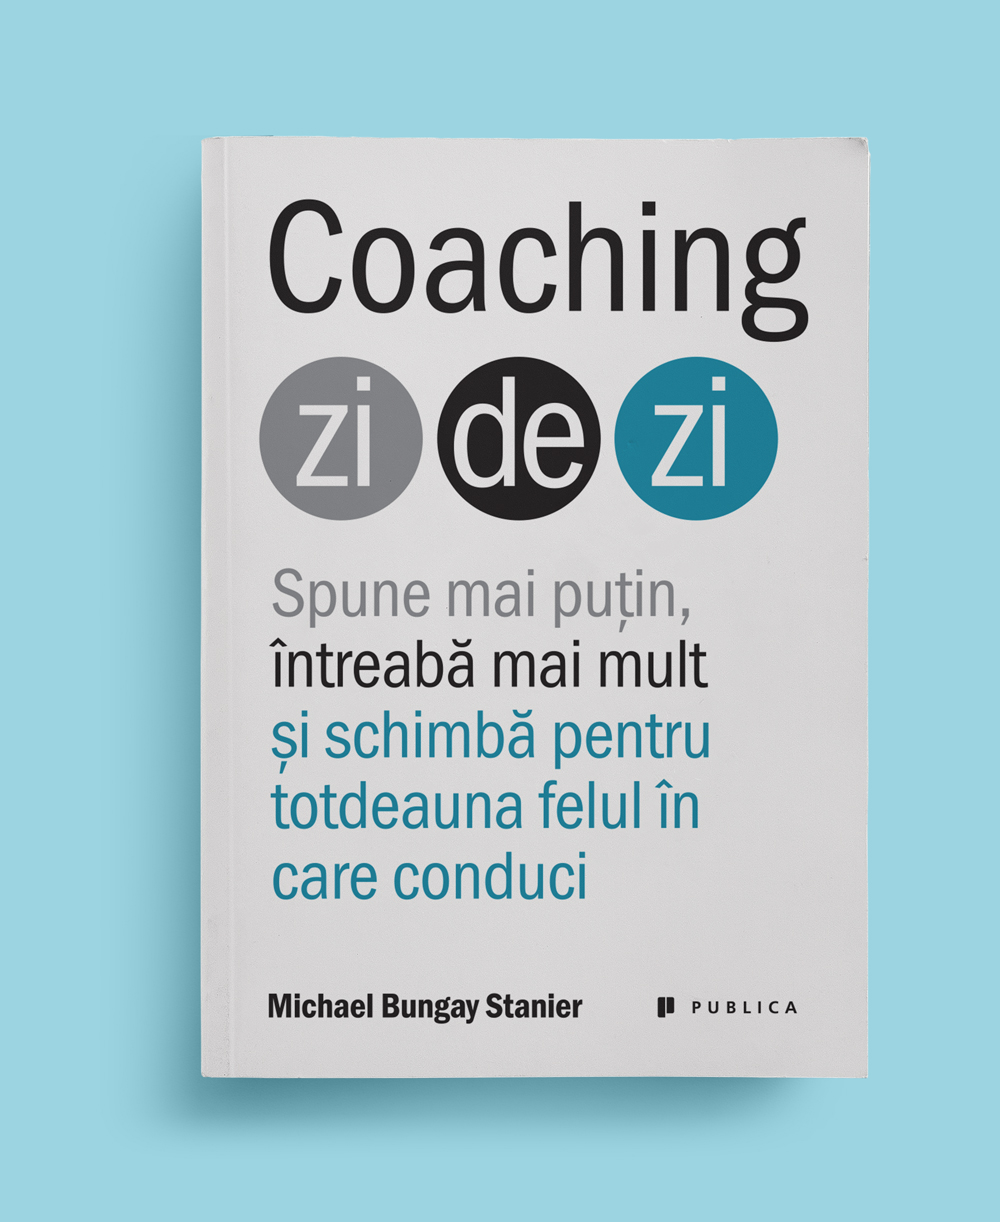 Coaching
zi de zi
Spune mai puțin,
întreabă mai mult
și schimbă pentru
totdeauna felul în
care conduci
Michael Bungay Stanier
PUBLICA